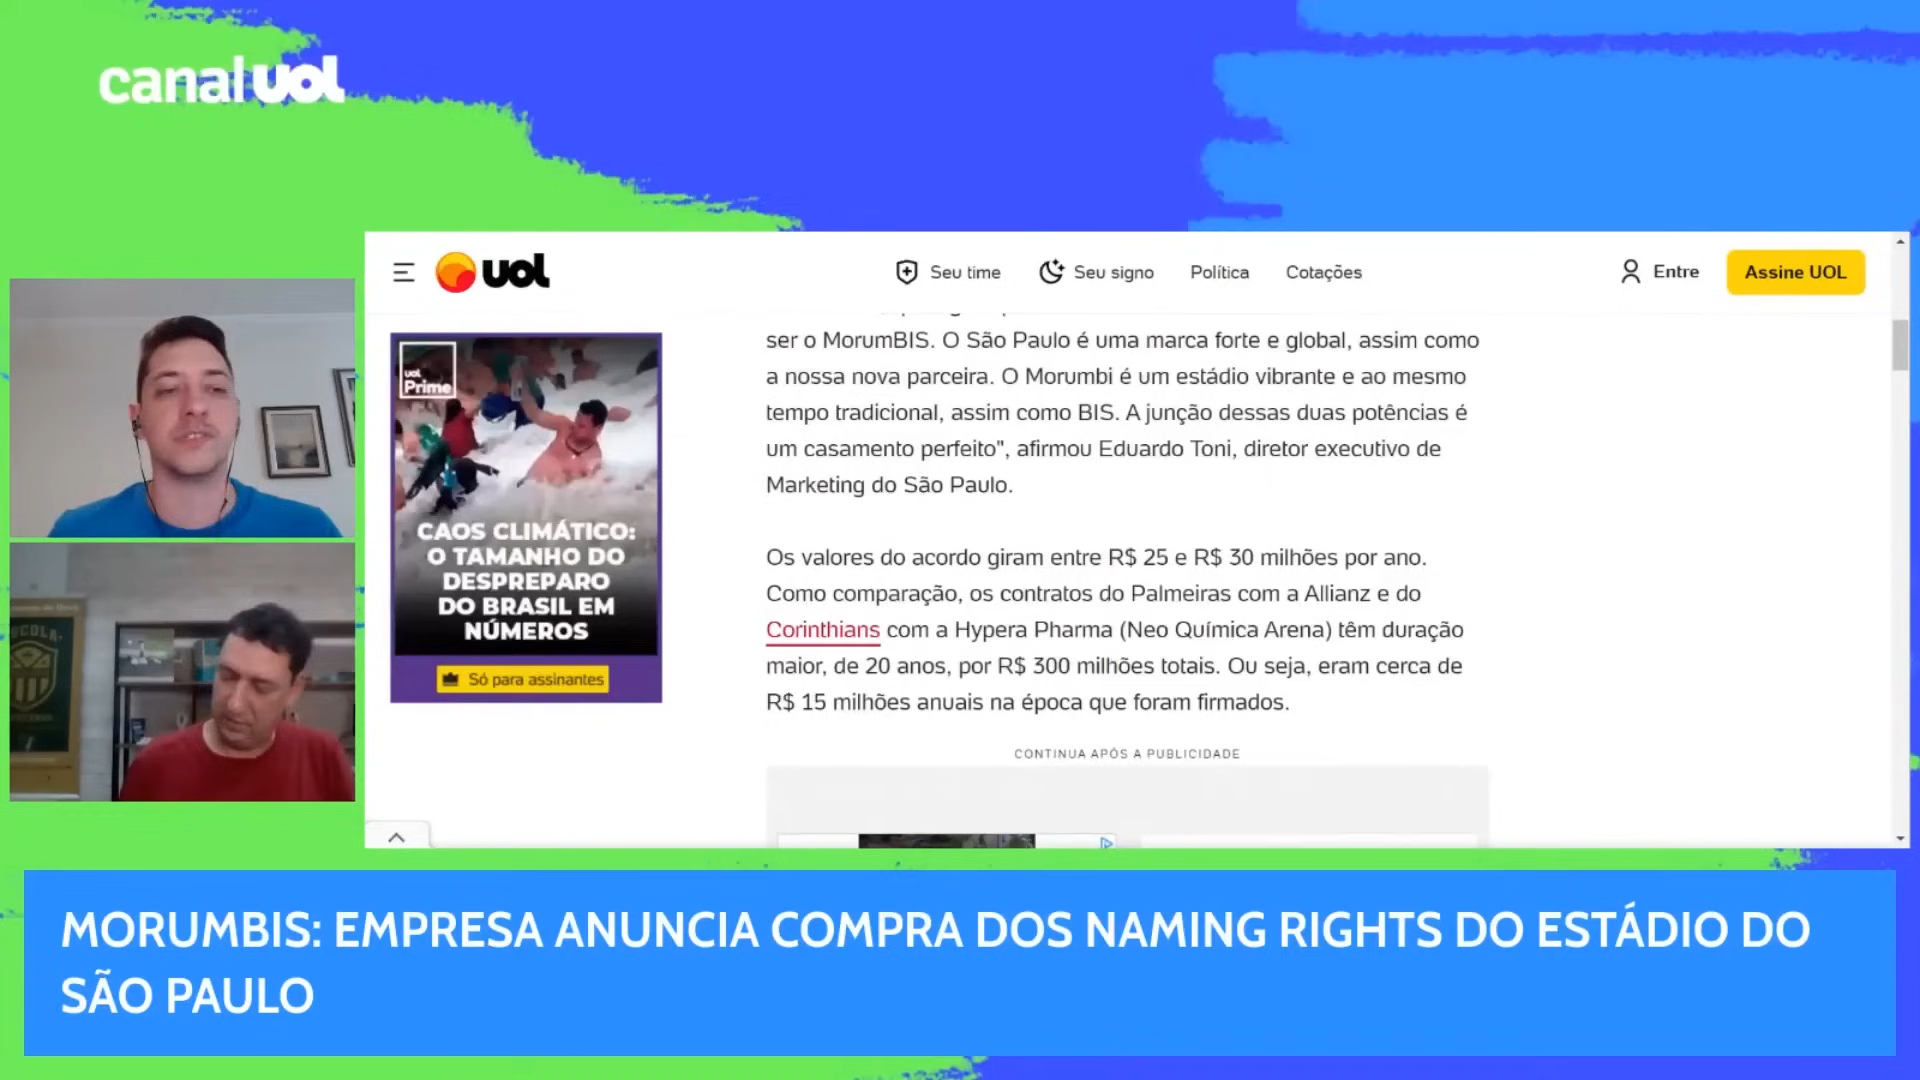 canal uol
uol
Seu time
Seu signo
Política
Cotações
Entre
Assine UOL
ser o MorumBIS. O São Paulo é uma marca forte e global, assim como
a nossa nova parceira. O Morumbi é um estádio vibrante e ao mesmo
tempo tradicional, assim como BIS. A junção dessas duas potências é
um casamento perfeito", afirmou Eduardo Toni, diretor executivo de
Marketing do São Paulo.
Os valores do acordo giram entre R$ 25 e R$ 30 milhões por ano.
Como comparação, os contratos do Palmeiras com a Allianz e do
Corinthians com a Hypera Pharma (Neo Química Arena) têm duração
maior, de 20 anos, por R$ 300 milhões totais. Ou seja, eram cerca de
R$ 15 milhões anuais na época que foram firmados.
CONTINUA APÓS A PUBLICIDADE
uol
Prime
CAOS CLIMÁTICO:
O TAMANHO DO
DESPREPARO
DO BRASIL EM
NÚMEROS
Só para assinantes
MORUMBIS: EMPRESA ANUNCIA COMPRA DOS NAMING RIGHTS DO ESTÁDIO DO
SÃO PAULO